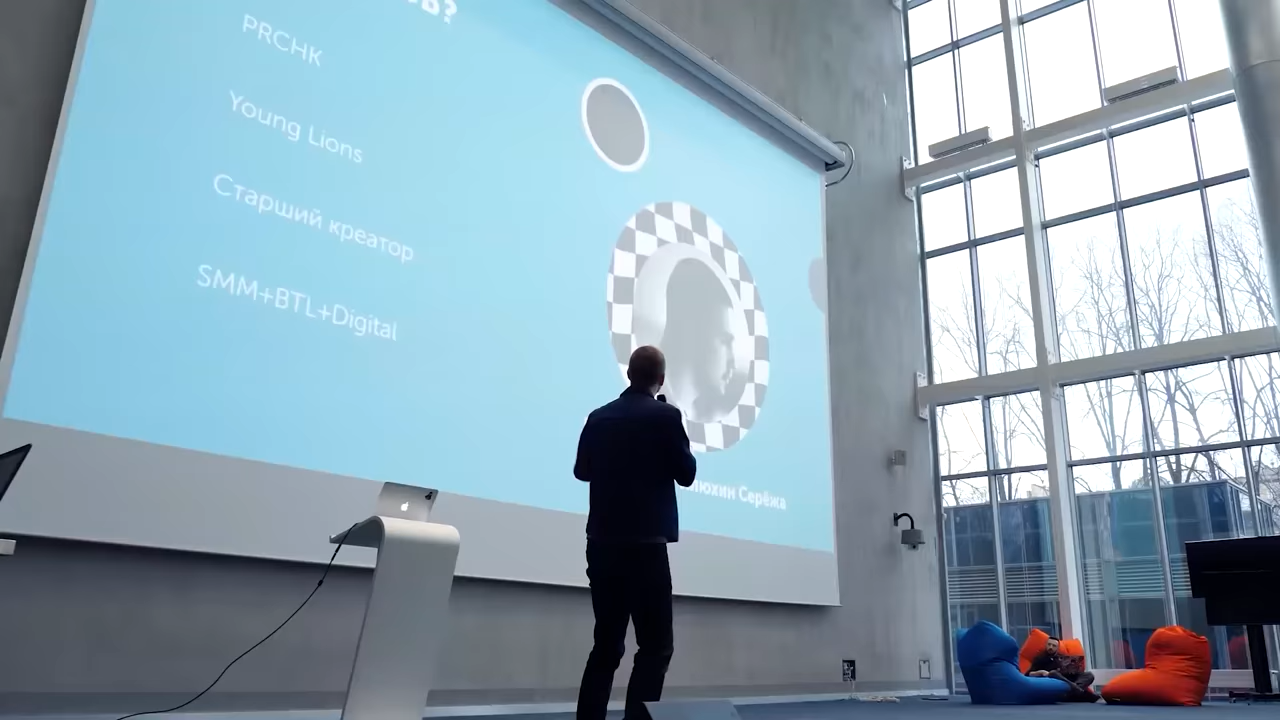 PRCHK
Young Lions
Старший креатор
SMM+BTL+Digital
Серёжа